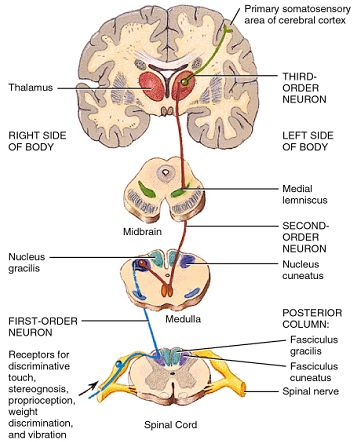 Primary somatosensory
area of cerebral cortex
Thalamus
THIRD-
ORDER
NEURON
RIGHT SIDE
OF BODY
LEFT SIDE
OF BODY
Medial
lemniscus
Midbrain
SECOND-
ORDER
NEURON
Nucleus
gracilis
Nucleus
cuneatus
Medulla
FIRST-ORDER
NEURON
POSTERIOR
COLUMN:
Fasciculus
gracilis
Fasciculus
cuneatus
Spinal nerve
Receptors for
discriminative
touch,
stereognosis,
proprioception,
weight
discrimination,
and vibration
Spinal Cord